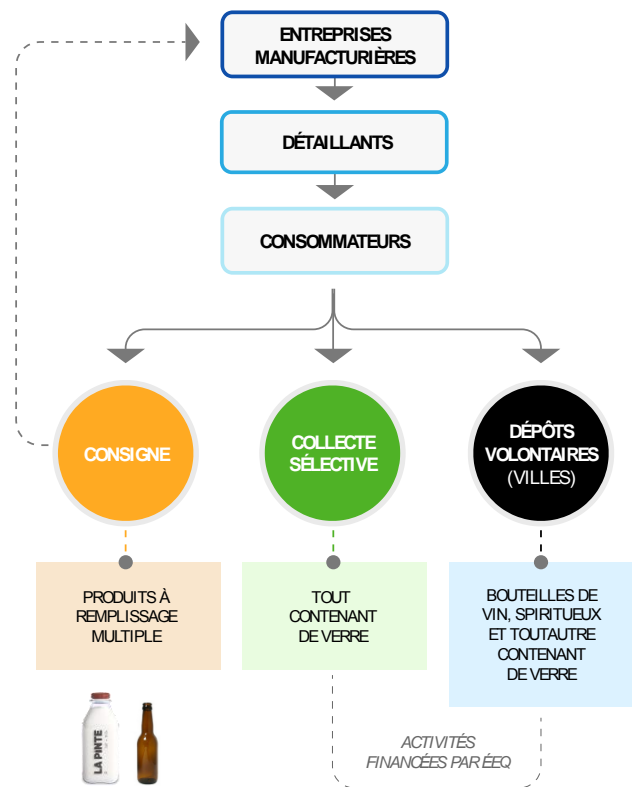 ENTREPRISES
MANUFACTURIÈRES
DÉTAILLANTS
CONSOMMATEURS
CONSIGNE
COLLECTE
SÉLECTIVE
DÉPÔTS
VOLONTAIRES
(VILLES)
PRODUITS À
REMPLISSAGE
MULTIPLE
TOUT
CONTENANT
DE VERRE
BOUTEILLES DE
VIN, SPIRITUEUX
ET TOUTAUTRE
CONTENANT
DE VERRE
LA PINTE
ACTIVITÉS
FINANCÉES PAR ÉEQ